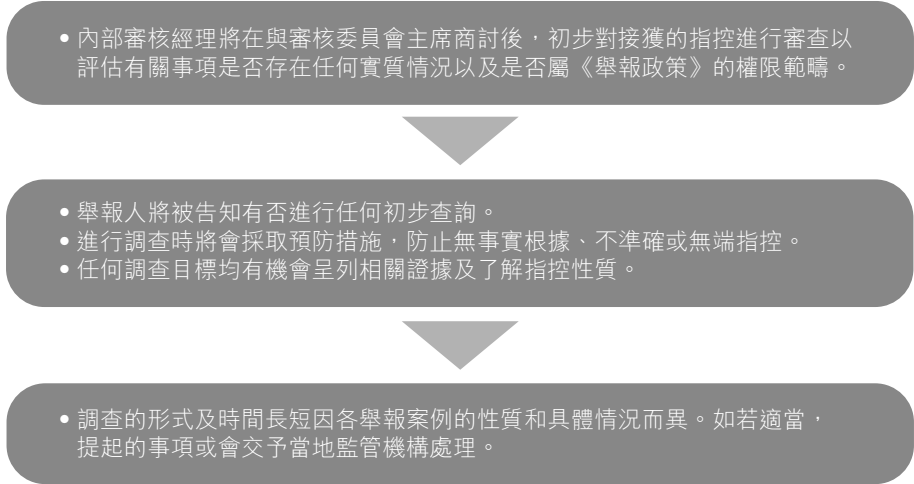 • 內部審核經理將在與審核委員會主席商討後，初步對接獲的指控進行審查以
評估有關事項是否存在任何實質情況以及是否屬《舉報政策》的權限範疇。
• 舉報人將被告知有否進行任何初步查詢。
• 進行調查時將會採取預防措施，防止無事實根據、不準確或無端指控。
• 任何調查目標均有機會呈列相關證據及了解指控性質。
• 調查的形式及時間長短因各舉報案例的性質和具體情況而異。如若適當，
提起的事項或會交予當地監管機構處理。